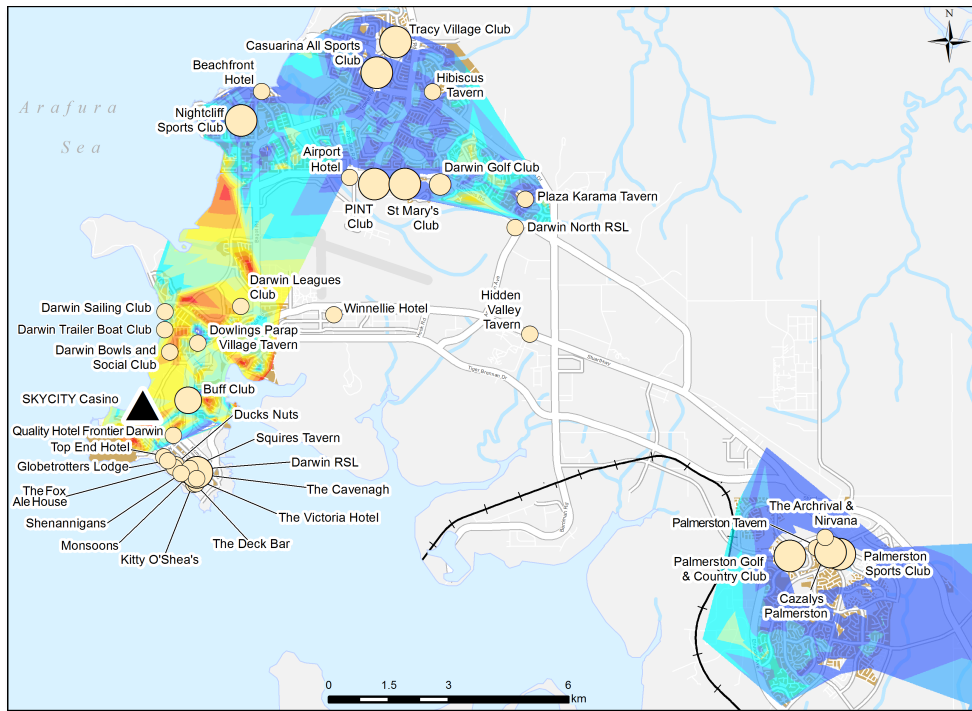 N
Tracy Village Club
Casuarina All Sports
Club
Beachfront
Hotel
Hibiscus
Tavern
Arafura
Sea
Nightcliff
Sports Club
Airport
Hotel
Darwin Golf Club
PINT
Club
St Mary's
Club
Plaza Karama Tavern
Darwin North RSL
Darwin Leagues
Club
Darwin Sailing Club
Winnellie Hotel
Hidden
Valley
Tavern
Darwin Trailer Boat Club
Dowlings Parap
Village Tavern
Darwin Bowls and
Social Club
Tiger Brennan Dr
SKYCITY Casino
Buff Club
Ducks Nuts
Quality Hotel Frontier Darwin
Squires Tavern
Top End Hotel
Globetrotters Lodge
Darwin RSL
The Fox
Ale House
The Cavenagh
Shenannigans
The Victoria Hotel
Monsoons
The Deck Bar
Kitty O'Shea's
Berrimah Rd
The Archrival &
Nirvana
Palmerston Tavern
Palmerston Golf
& Country Club
Palmerston
Sports Club
Cazalys
Palmerston
0 1.5 3 6
km